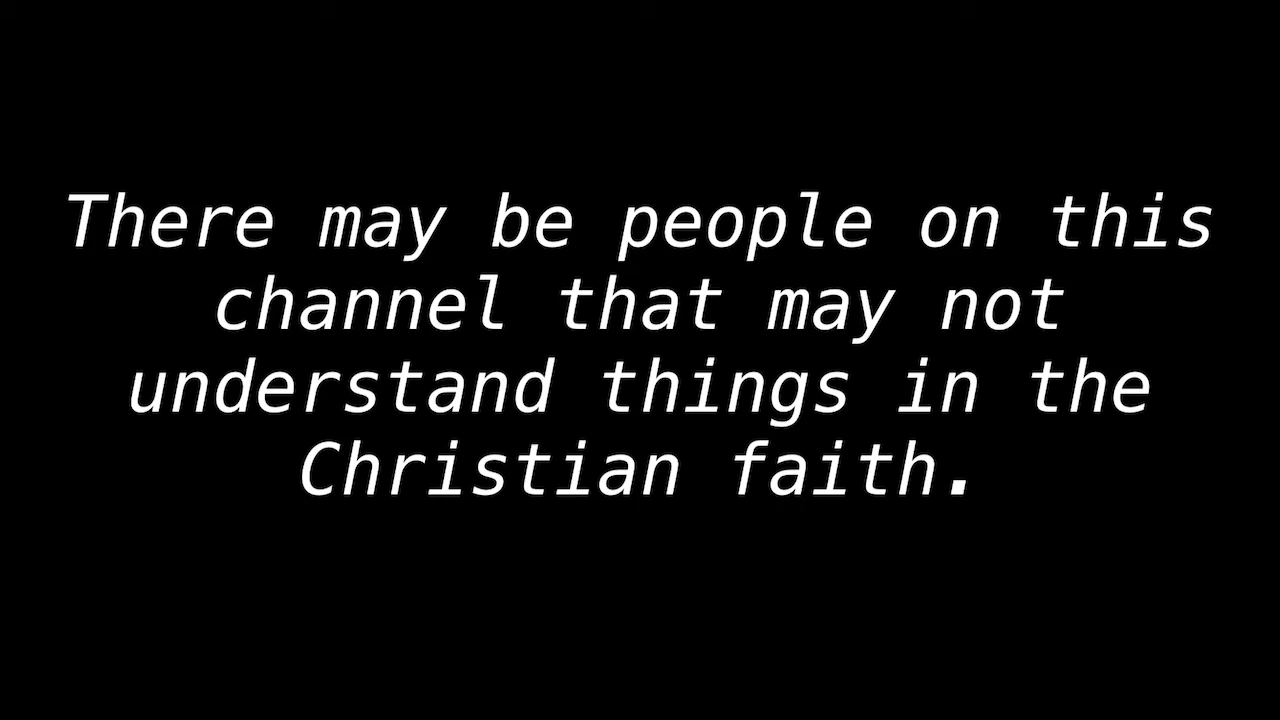 There may be people on this
channel that may not
understand things in the
Christian faith.